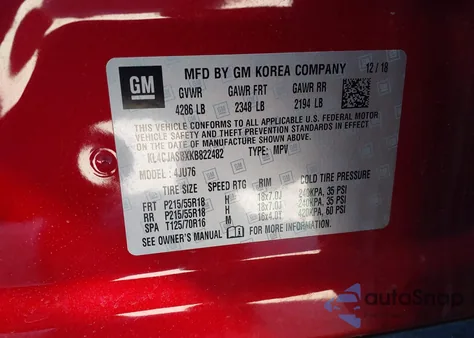 GM
MFD BY GM KOREA COMPANY 12/18
GVWR GAWR FRT GAWR RR
4286 LB 2348 LB 2194 LB
THIS VEHICLE CONFORMS TO ALL APPLICABLE U.S. FEDERAL MOTOR
VEHICLE SAFETY, BUMPER, AND THEFT PREVENTION STANDARDS IN
EFFECT ON THE DATE OF MANUFACTURE SHOWN ABOVE.
KL4CJASBXKB822482 TYPE: MPV
MODEL: 4JU76
TIRE SIZE SPEED RTG RIM COLD TIRE PRESSURE
FRT P215/55R18 H 18x7.0J 240KPA, 35 PSI
RR P215/55R18 H 18x7.0J 240KPA, 35 PSI
SPA T125/70R16 M 16x4.0T 420KPA, 60 PSI
SEE OWNER'S MANUAL FOR MORE INFORMATION
autoSnap